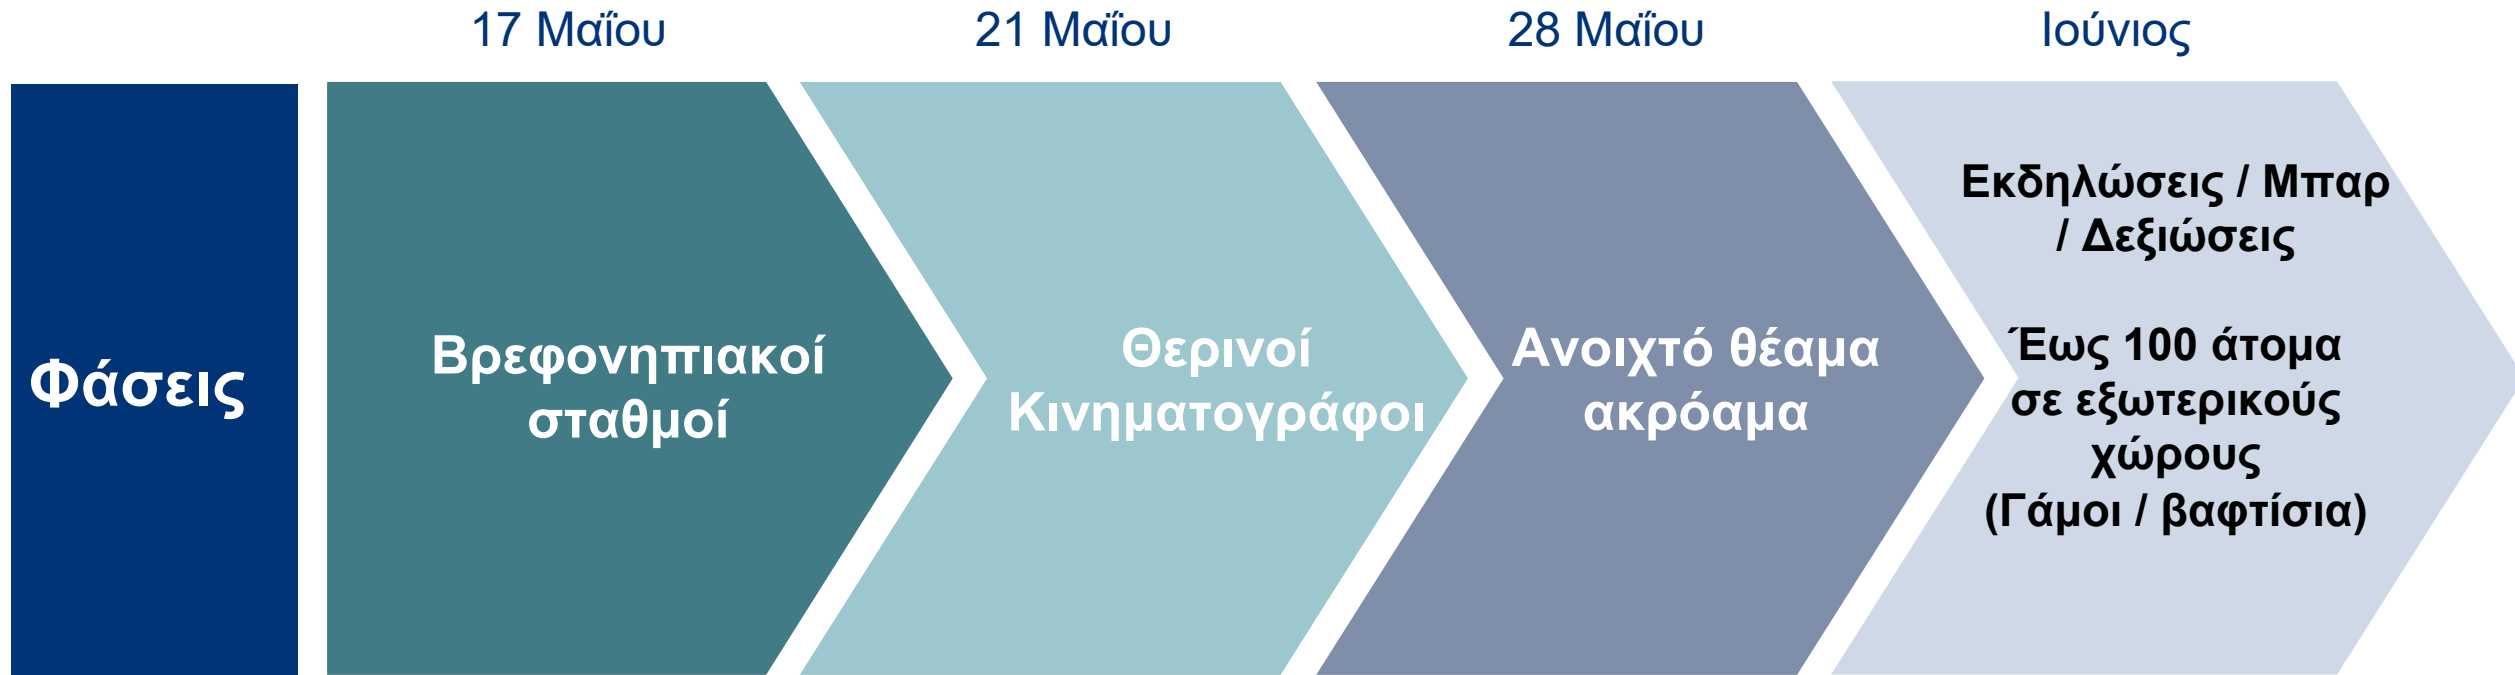 17 Μαΐου
21 Μαΐου
28 Μαΐου
Ιούνιος
Φάσεις
Βρεφονηπιακοί
σταθμοί
Θερινοί
Κινηματογράφοι
Ανοιχτό θέαμα
ακρόαμα
Εκδηλώσεις / Μπαρ
/ Δεξιώσεις
Έως 100 άτομα
σε εξωτερικούς
χώρους
(Γάμοι / βαφτίσια)